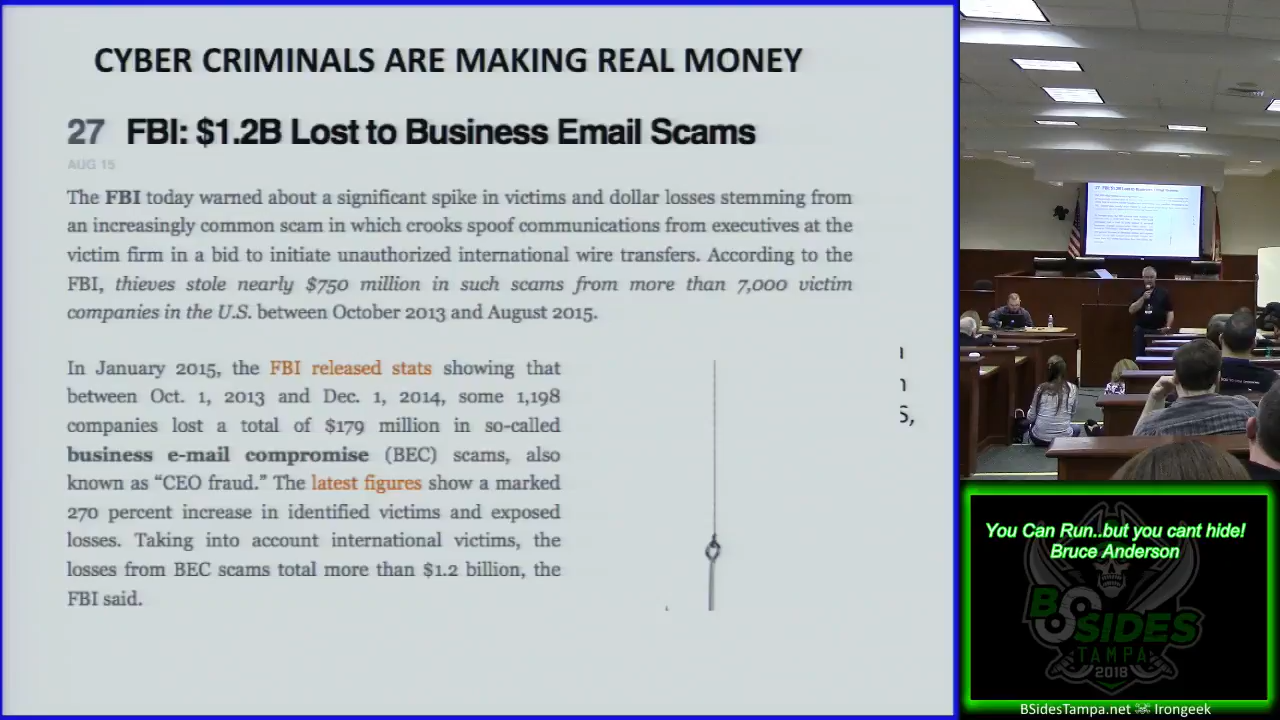 CYBER CRIMINALS ARE MAKING REAL MONEY
27 FBI: $1.2B Lost to Business Email Scams
AUG 15
The FBI today warned about a significant spike in victims and dollar losses stemming from
an increasingly common scam in which crooks spoof communications from executives at the
victim firm in a bid to initiate unauthorized international wire transfers. According to the
FBI, thieves stole nearly $750 million in such scams from more than 7,000 victim
companies in the U.S. between October 2013 and August 2015.
In January 2015, the FBI released stats showing that
between Oct. 1, 2013 and Dec. 1, 2014, some 1,198
companies lost a total of $179 million in so-called
business e-mail compromise (BEC) scams, also
known as “CEO fraud.” The latest figures show a marked
270 percent increase in identified victims and exposed
losses. Taking into account international victims, the
losses from BEC scams total more than $1.2 billion, the
FBI said.
s,
You Can Run..but you cant hide!
Bruce Anderson
BSIDES
TAMPA
2018
BSidesTampa.net Irongeek